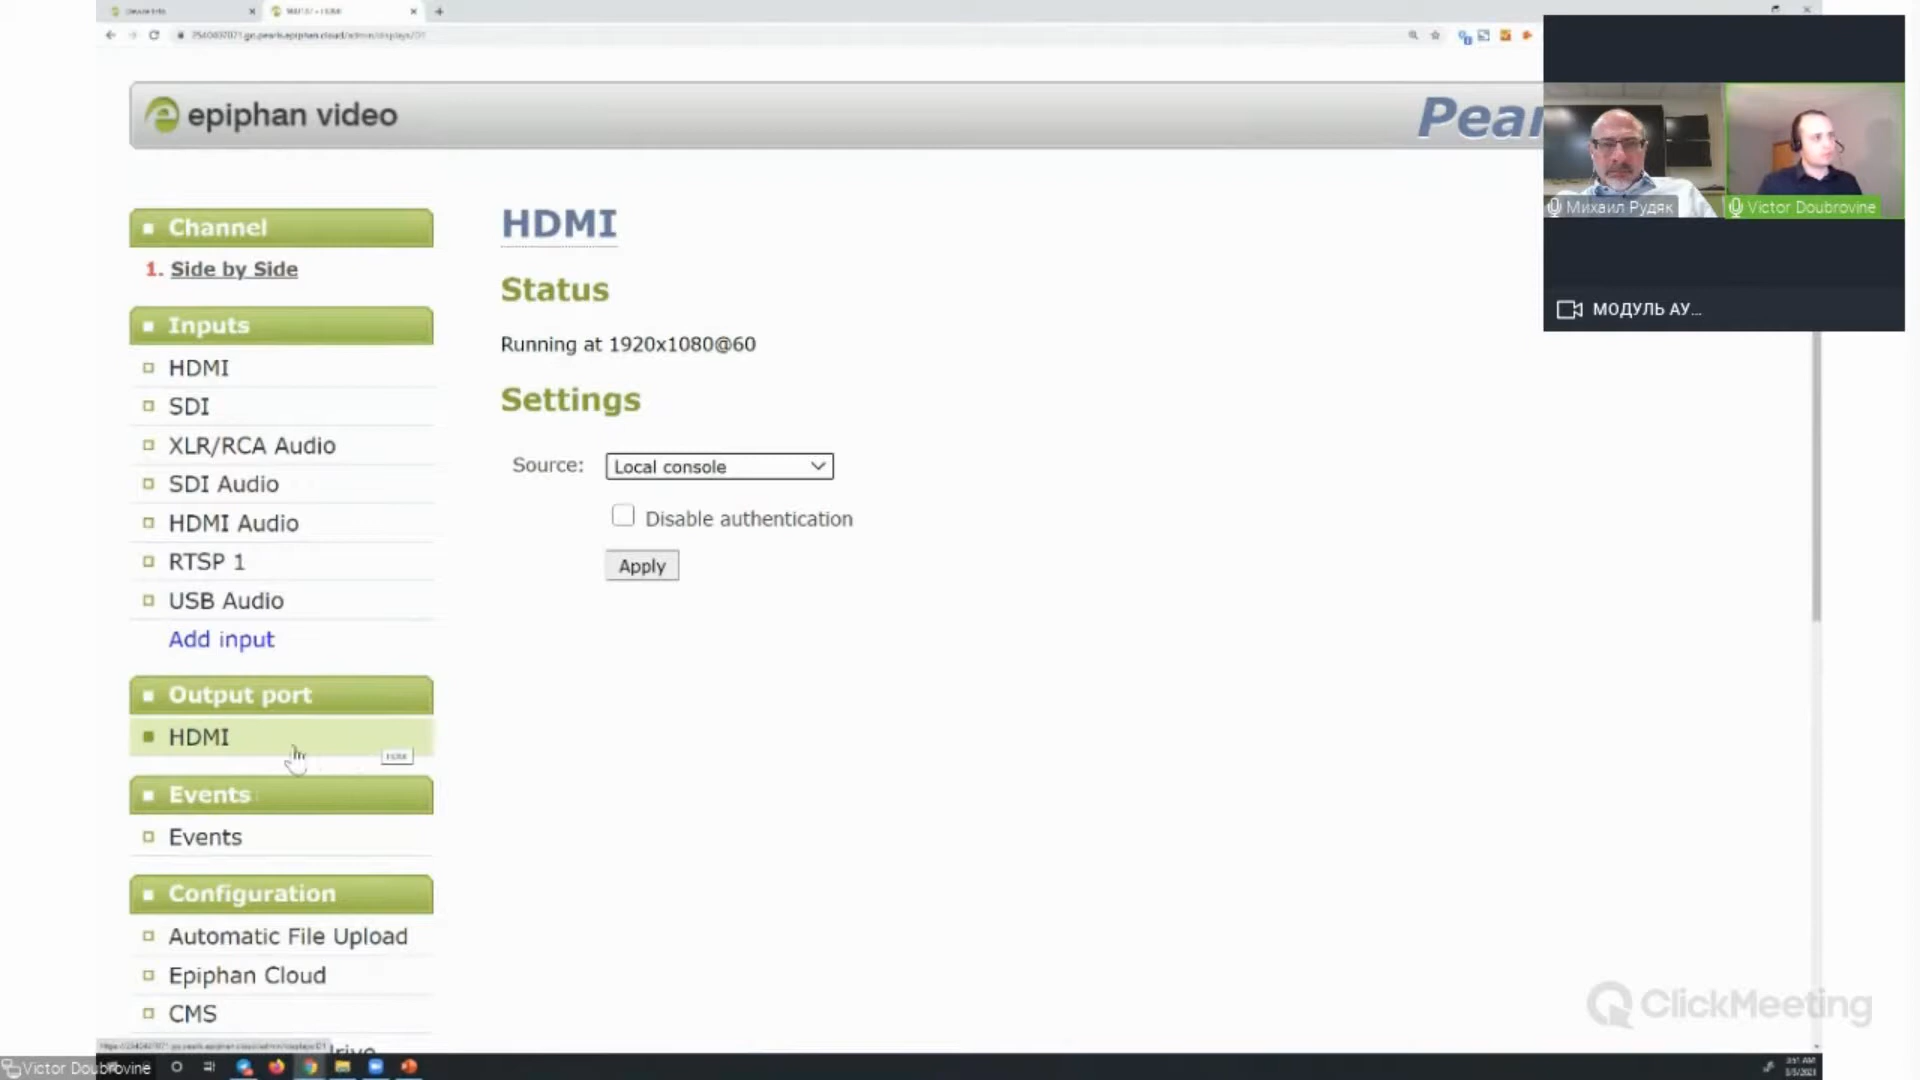 epiphan video
Pear
Channel
1. Side by Side
Inputs
HDMI
SDI
XLR/RCA Audio
SDI Audio
HDMI Audio
RTSP 1
USB Audio
Add input
Output port
HDMI
Events
Events
Configuration
Automatic File Upload
Epiphan Cloud
CMS
HDMI
Status
Running at 1920x1080@60
Settings
Source: Local console
Disable authentication
Apply
Михаил Рудяк
Victor Doubrovine
МОДУЛЬ АУ...
ClickMeeting
Victor Doubrovine